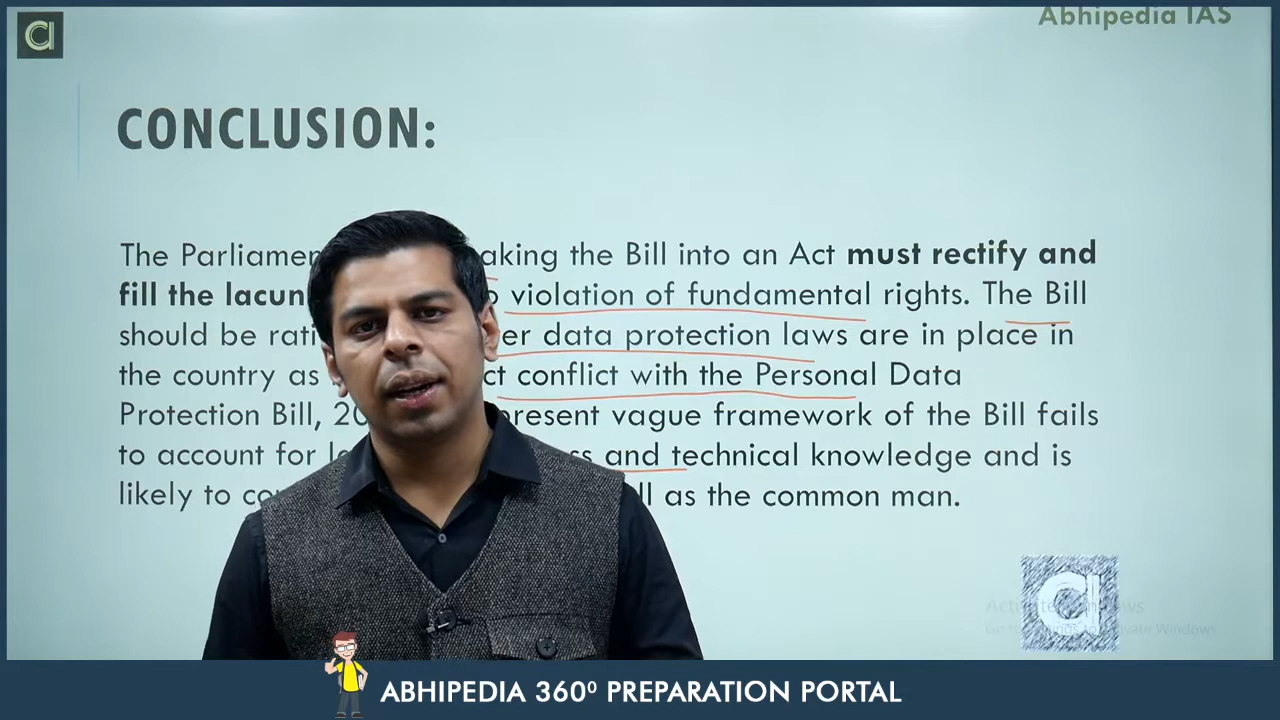 Abhipedia IAS
CONCLUSION:
The Parliamen aking the Bill into an Act must rectify and
fill the lacun violation of fundamental rights. The Bill
should be rati er data protection laws are in place in
the country as ct conflict with the Personal Data
Protection Bill, 20 present vague framework of the Bill fails
to account for le ss and technical knowledge and is
likely to co ll as the common man.
ABHIPEDIA 360⁰ PREPARATION PORTAL